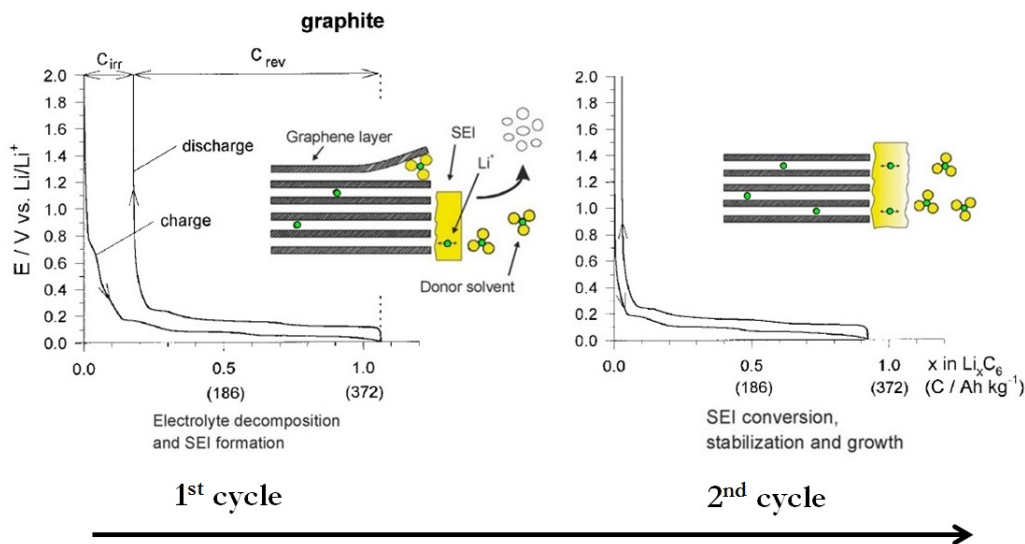 graphite
C irr
C rev
2.0
1.8
1.6
1.4
1.2
1.0
0.8
0.6
0.4
0.2
0.0
E / V vs. Li/Li⁺
discharge
charge
Graphene layer
SEI
Li⁺
Donor solvent
0.0 0.5 1.0
(186) (372)
Electrolyte decomposition
and SEI formation
1st cycle
2.0
1.8
1.6
1.4
1.2
1.0
0.8
0.6
0.4
0.2
0.0
0.0 0.5 1.0 x in LiₓC₆
(186) (372) (C / Ah kg⁻¹)
SEI conversion,
stabilization and growth
2nd cycle